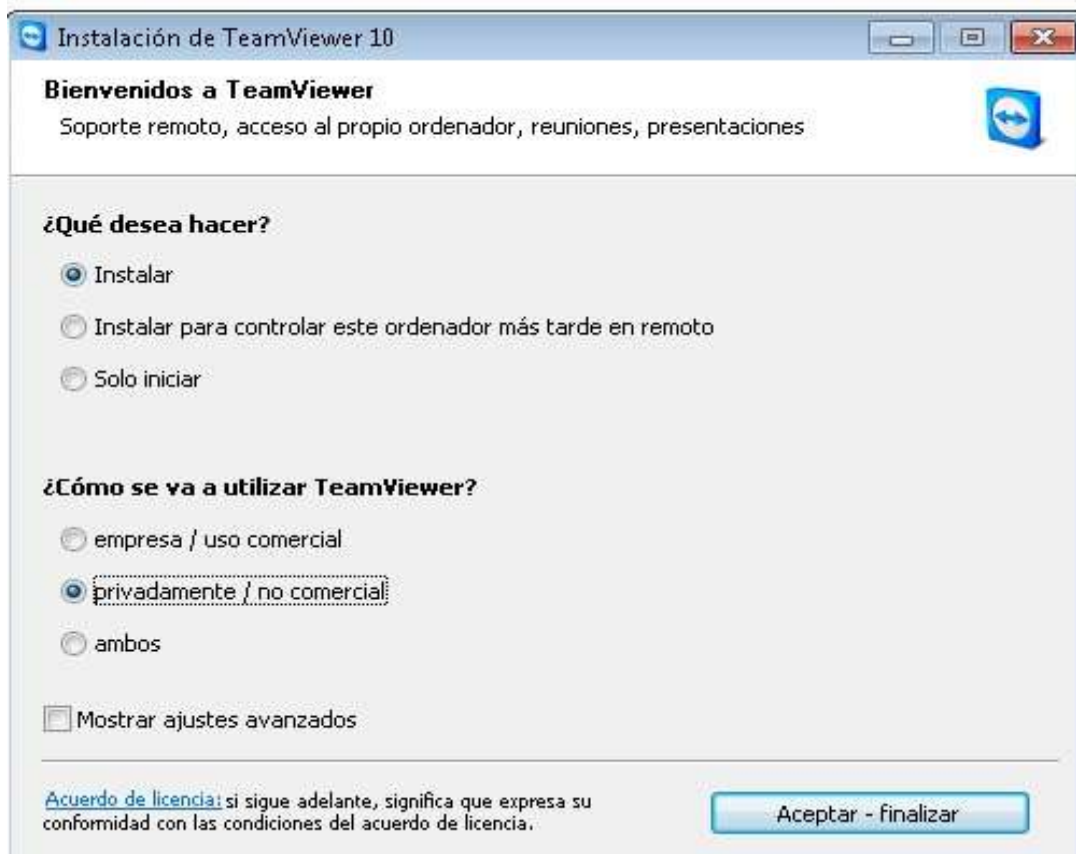 Instalación de TeamViewer 10
Bienvenidos a TeamViewer
Soporte remoto, acceso al propio ordenador, reuniones, presentaciones
¿Qué desea hacer?
Instalar
Instalar para controlar este ordenador más tarde en remoto
Solo iniciar
¿Cómo se va a utilizar TeamViewer?
empresa / uso comercial
privadamente / no comercial
ambos
Mostrar ajustes avanzados
Acuerdo de licencia: si sigue adelante, significa que expresa su
conformidad con las condiciones del acuerdo de licencia.
Aceptar - finalizar